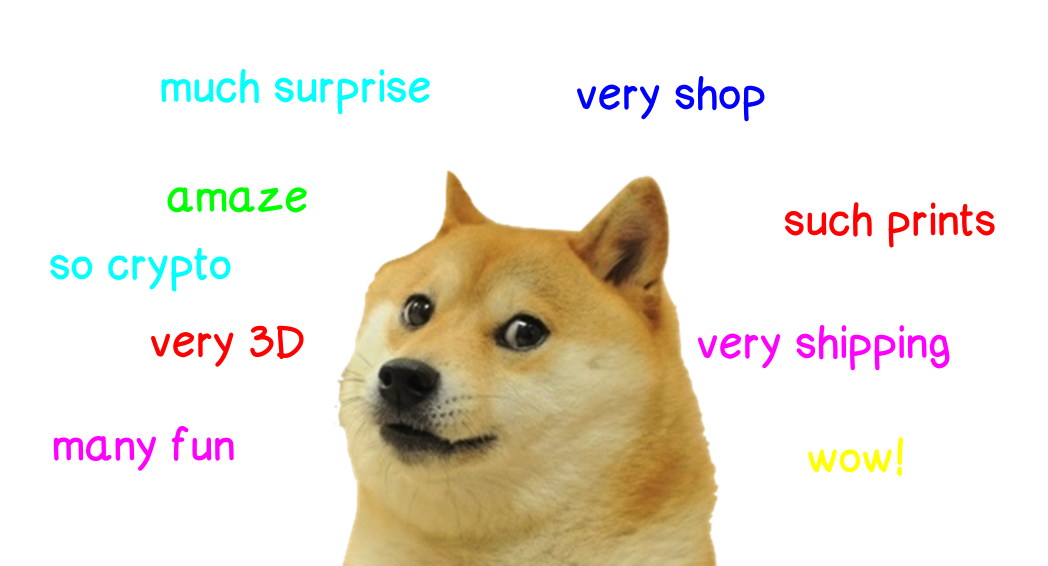 much surprise
very shop
amaze
such prints
so crypto
very 3D
very shipping
many fun
wow!